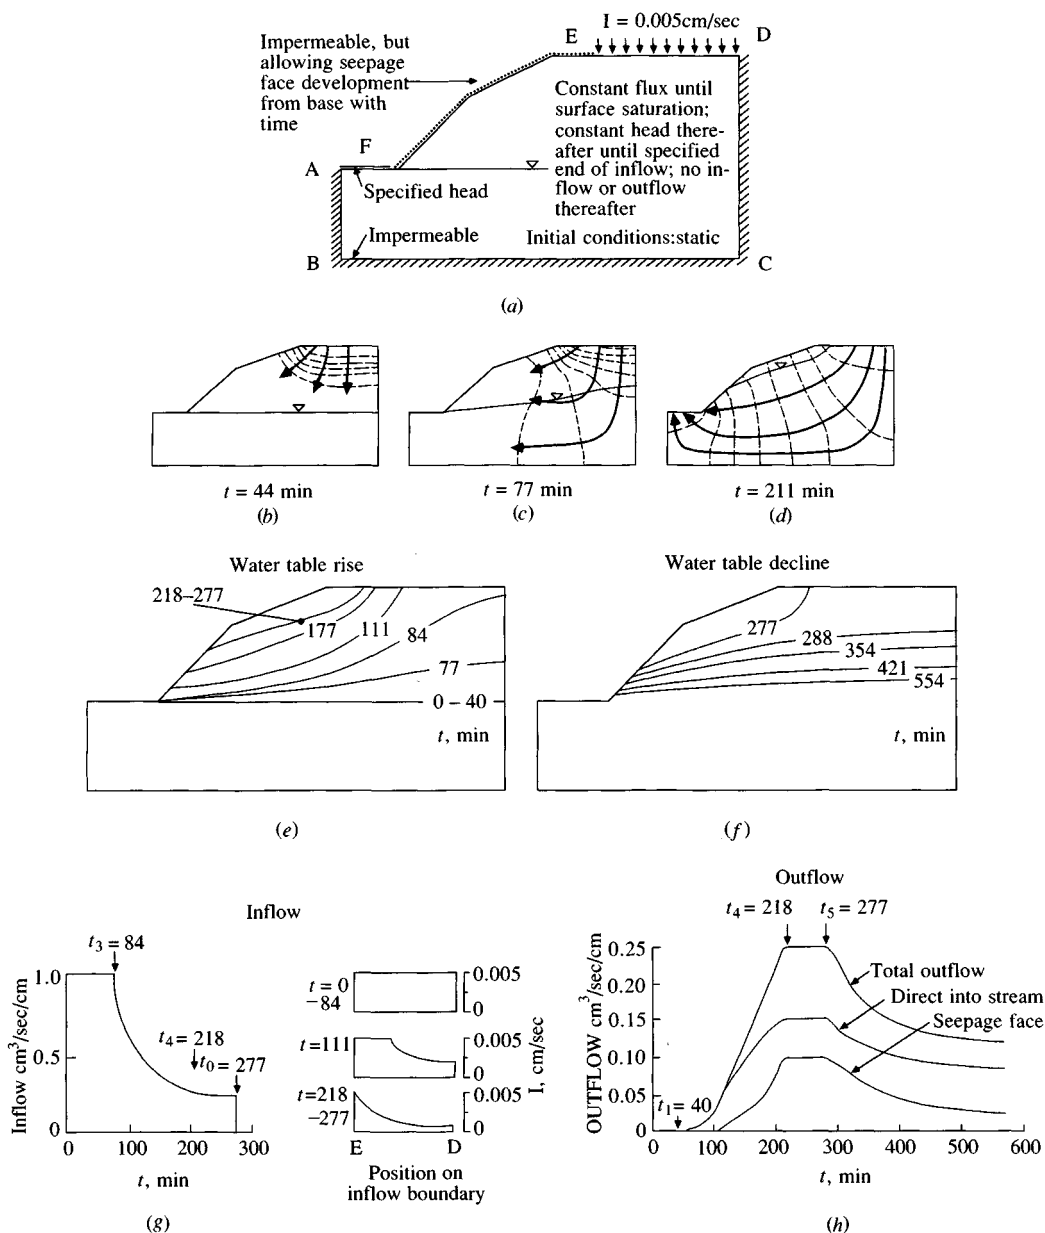 I = 0.005cm/sec
E
D
Impermeable, but
allowing seepage
face development
from base with
time
Constant flux until
surface saturation;
constant head there-
after until specified
end of inflow; no in-
flow or outflow
thereafter
F
A
Specified head
Impermeable
Initial conditions:static
B
C
(a)
t = 44 min
(b)
t = 77 min
(c)
t = 211 min
(d)
Water table rise
218–277
177
111
84
77
0 – 40
t, min
(e)
Water table decline
277
288
354
421
554
t, min
(f)
Inflow
t3 = 84
1.0
0.5
0
Inflow cm³/sec/cm
t4 = 218
t0 = 277
0 100 200 300
t, min
t = 0
–84
0.005
0
t=111
0.005
0
t=218
–277
0.005
0
I, cm/sec
E D
Position on
inflow boundary
(g)
Outflow
t4 = 218
t5 = 277
0.25
0.20
0.15
0.10
0.05
0
OUTFLOW cm³/sec/cm
Total outflow
Direct into stream
Seepage face
t1= 40
0 100 200 300 400 500 600
t, min
(h)